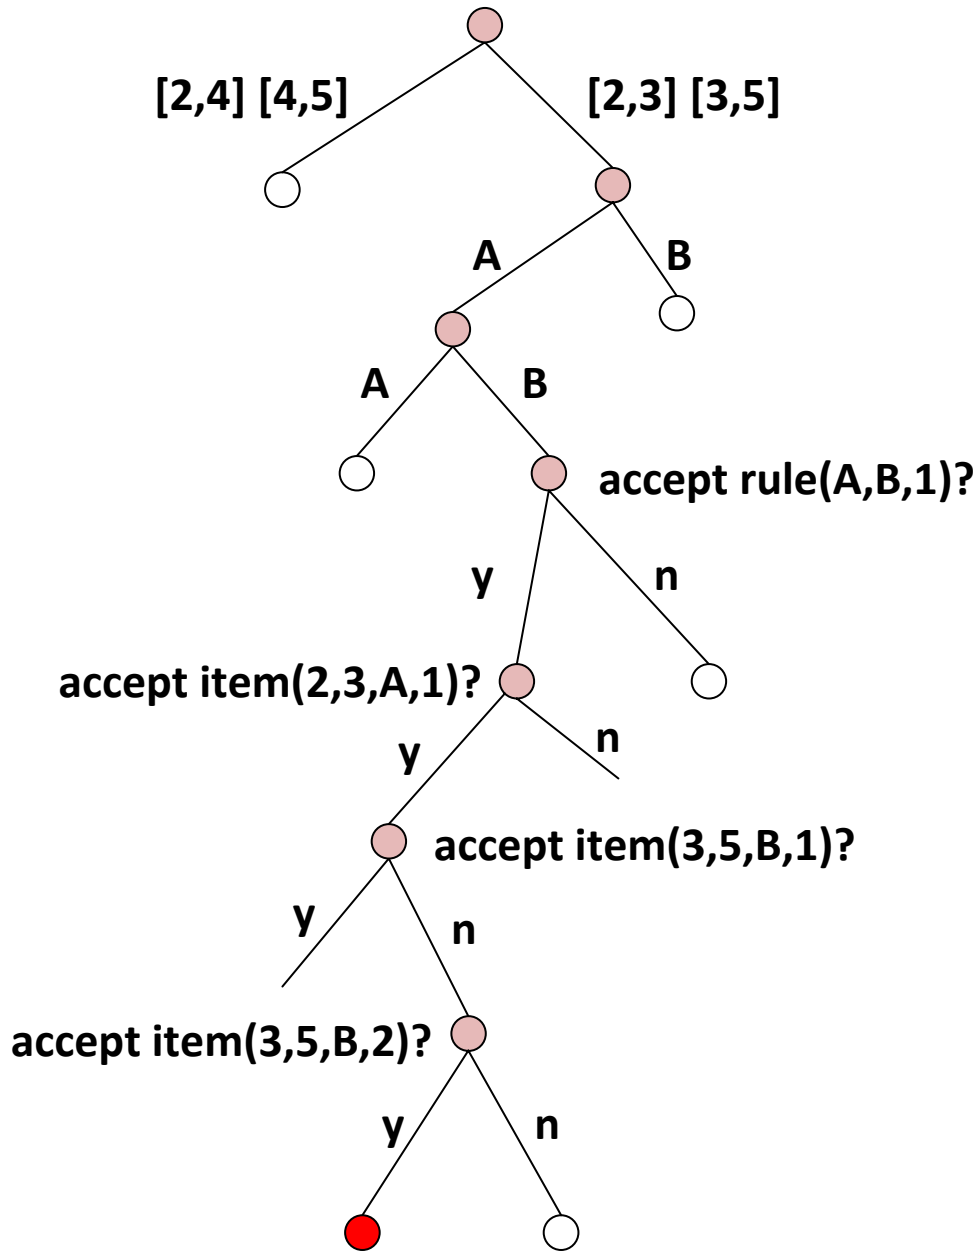 [2,4] [4,5]
[2,3] [3,5]
A
B
A
B
accept rule(A,B,1)?
y
n
accept item(2,3,A,1)?
y
n
accept item(3,5,B,1)?
y
n
accept item(3,5,B,2)?
y
n